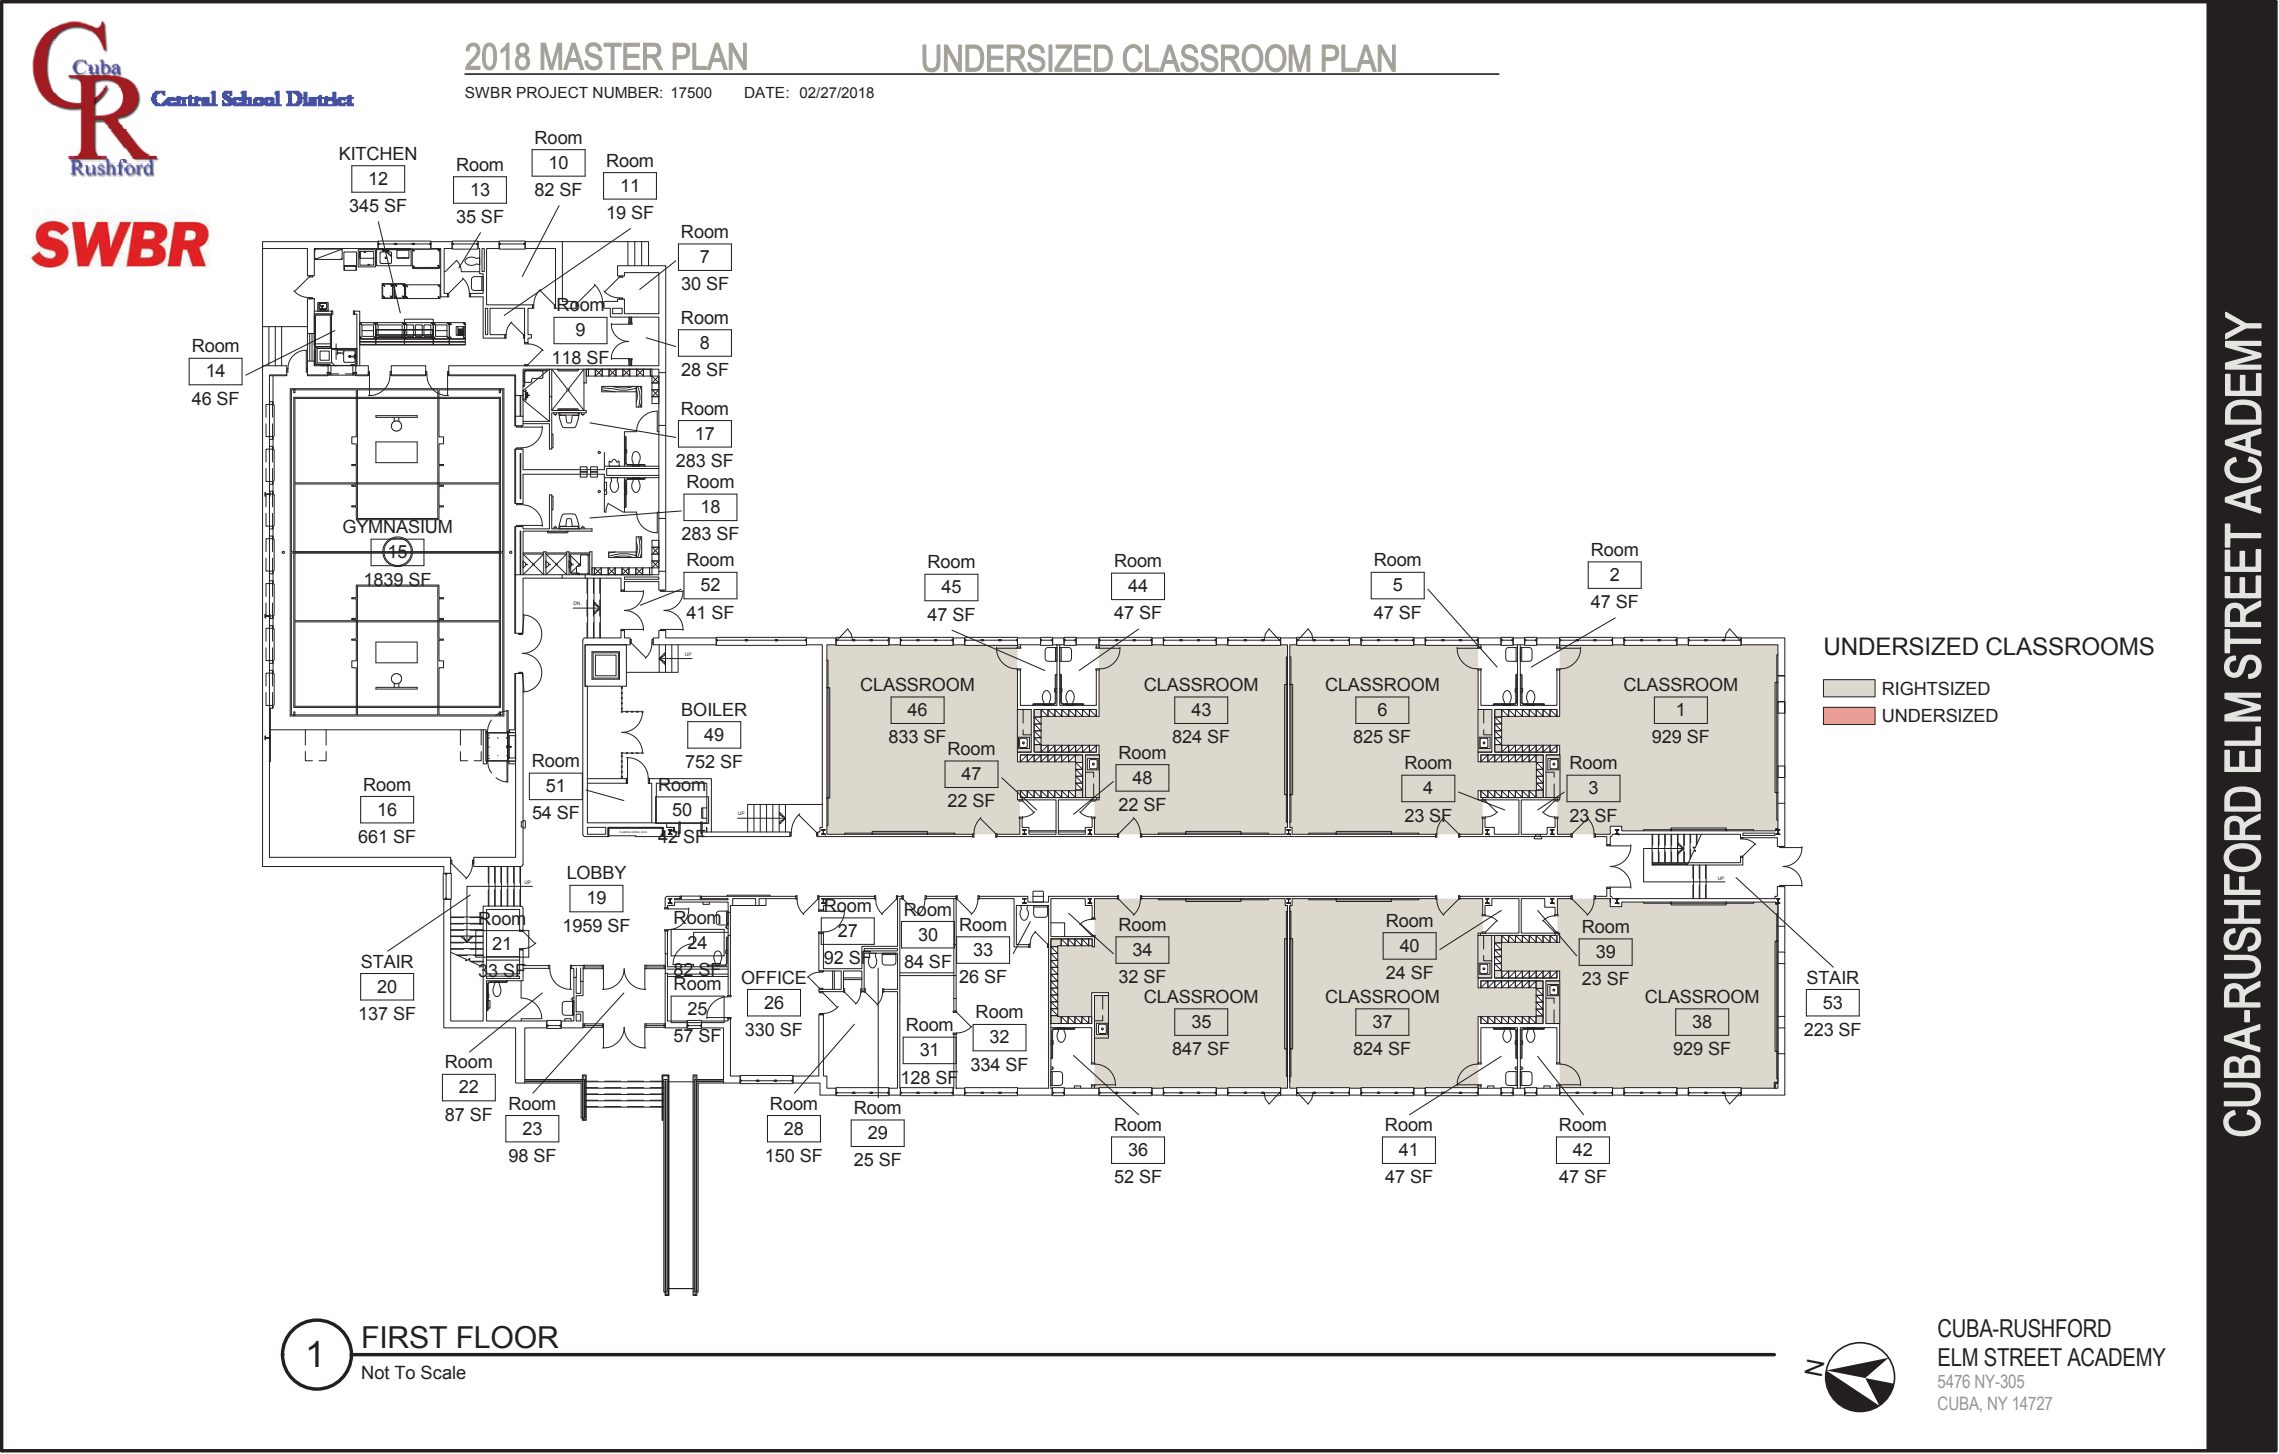 Cuba
Central School District
Rushford
SWBR
2018 MASTER PLAN
UNDERSIZED CLASSROOM PLAN
SWBR PROJECT NUMBER: 17500
DATE: 02/27/2018
KITCHEN
12
345 SF
Room
13
35 SF
Room
10
82 SF
Room
11
19 SF
Room
7
30 SF
Room
9
118 SF
Room
8
28 SF
Room
14
46 SF
Room
17
283 SF
Room
18
283 SF
GYMNASIUM
15
1839 SF
Room
52
41 SF
DN.
UP
Room
45
47 SF
Room
44
47 SF
Room
5
47 SF
Room
2
47 SF
CLASSROOM
46
833 SF
CLASSROOM
43
824 SF
CLASSROOM
6
825 SF
CLASSROOM
1
929 SF
UNDERSIZED CLASSROOMS
RIGHTSIZED
UNDERSIZED
BOILER
49
752 SF
Room
47
22 SF
Room
48
22 SF
Room
4
23 SF
Room
3
23 SF
Room
51
54 SF
Room
50
42 SF
UP
Room
16
661 SF
LOBBY
19
1959 SF
UP
UP
Room
21
33 SF
Room
24
82 SF
Room
27
92 SF
Room
30
84 SF
Room
33
26 SF
Room
34
32 SF
Room
40
24 SF
Room
39
23 SF
STAIR
20
137 SF
Room
25
57 SF
OFFICE
26
330 SF
Room
31
128 SF
Room
32
334 SF
CLASSROOM
35
847 SF
CLASSROOM
37
824 SF
CLASSROOM
38
929 SF
STAIR
53
223 SF
Room
22
87 SF
Room
23
98 SF
Room
28
150 SF
Room
29
25 SF
Room
36
52 SF
Room
41
47 SF
Room
42
47 SF
1
FIRST FLOOR
Not To Scale
N
CUBA-RUSHFORD
ELM STREET ACADEMY
5476 NY-305
CUBA, NY 14727
CUBA-RUSHFORD ELM STREET ACADEMY